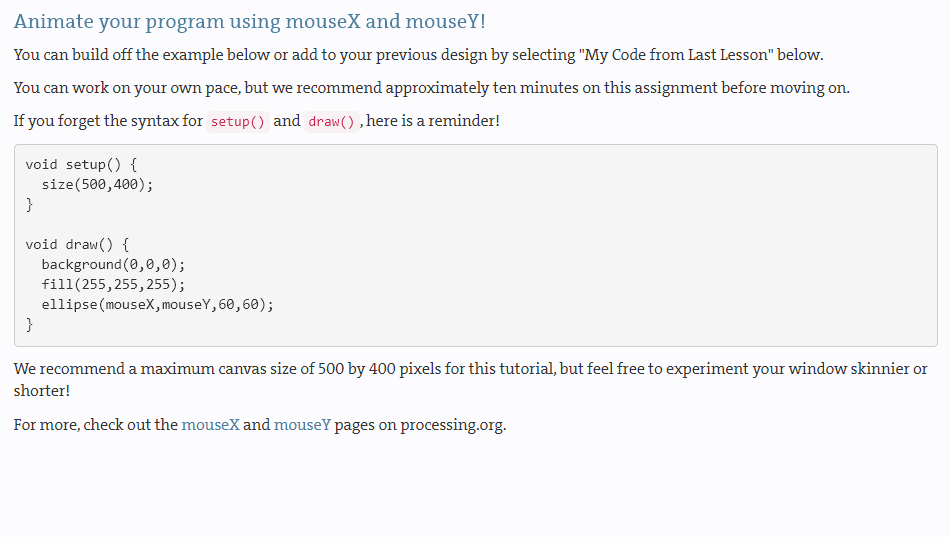 Animate your program using mouseX and mouseY!
You can build off the example below or add to your previous design by selecting "My Code from Last Lesson" below.
You can work on your own pace, but we recommend approximately ten minutes on this assignment before moving on.
If you forget the syntax for setup() and draw() , here is a reminder!
void setup() {
  size(500,400);
}

void draw() {
  background(0,0,0);
  fill(255,255,255);
  ellipse(mouseX,mouseY,60,60);
}
We recommend a maximum canvas size of 500 by 400 pixels for this tutorial, but feel free to experiment your window skinnier or
shorter!
For more, check out the mouseX and mouseY pages on processing.org.